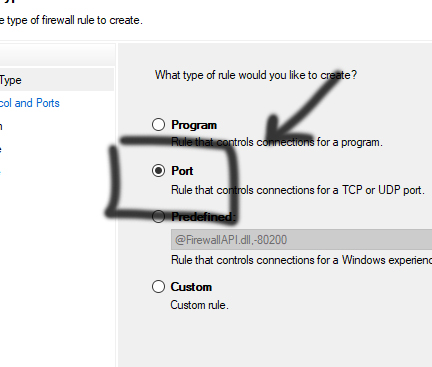 e type of firewall rule to create.
Type
What type of rule would you like to create?
col and Ports
Program
Rule that controls connections for a program.
Port
Rule that controls connections for a TCP or UDP port.
Predefined:
@FirewallAPI.dll,-80200
Rule that controls connections for a Windows experienc
Custom
Custom rule.